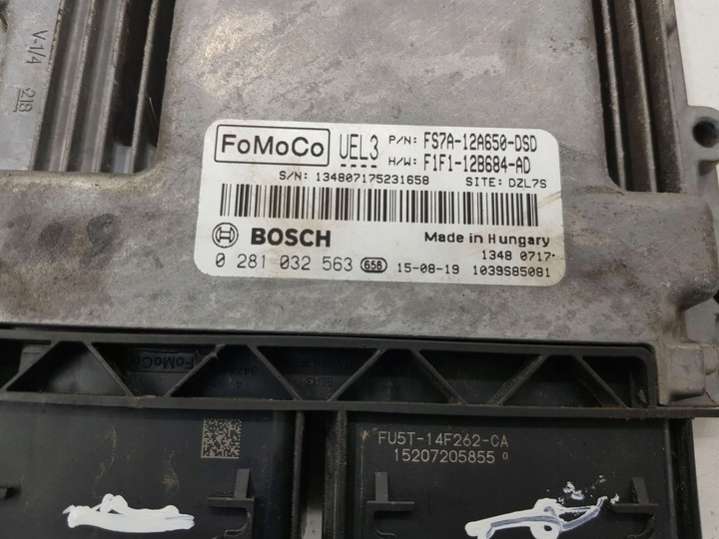 V-1/4
218
FoMoCo UEL3 P/N: FS7A-12A650-DSD
H/W: F1F1-12B684-AD
S/N: 134807175231658 SITE: DZL7S
BOSCH Made in Hungary
1348 0717
0 281 032 563 658 15-08-19 1039S85081
FoMoCo
FU5T-14F262-CA
15207205855